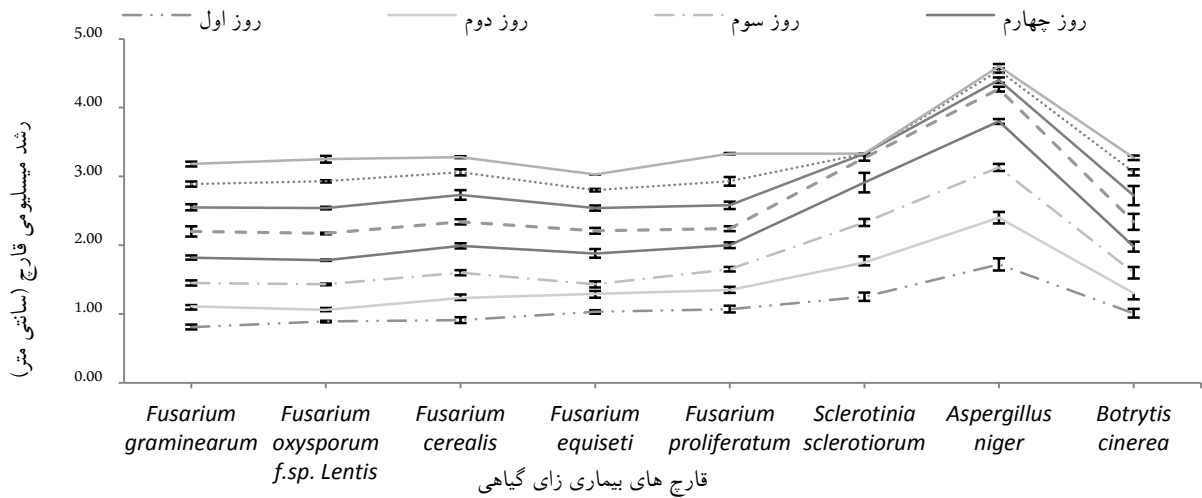 روز اول روز دوم روز سوم روز چهارم
5.00
4.00
3.00
2.00
1.00
0.00
رشد میسلیومی قارچ (سانتی متر)
Fusarium graminearum
Fusarium oxysporum f.sp. Lentis
Fusarium cerealis
Fusarium equiseti
Fusarium proliferatum
Sclerotinia sclerotiorum
Aspergillus niger
Botrytis cinerea
قارچ های بیماری زای گیاهی